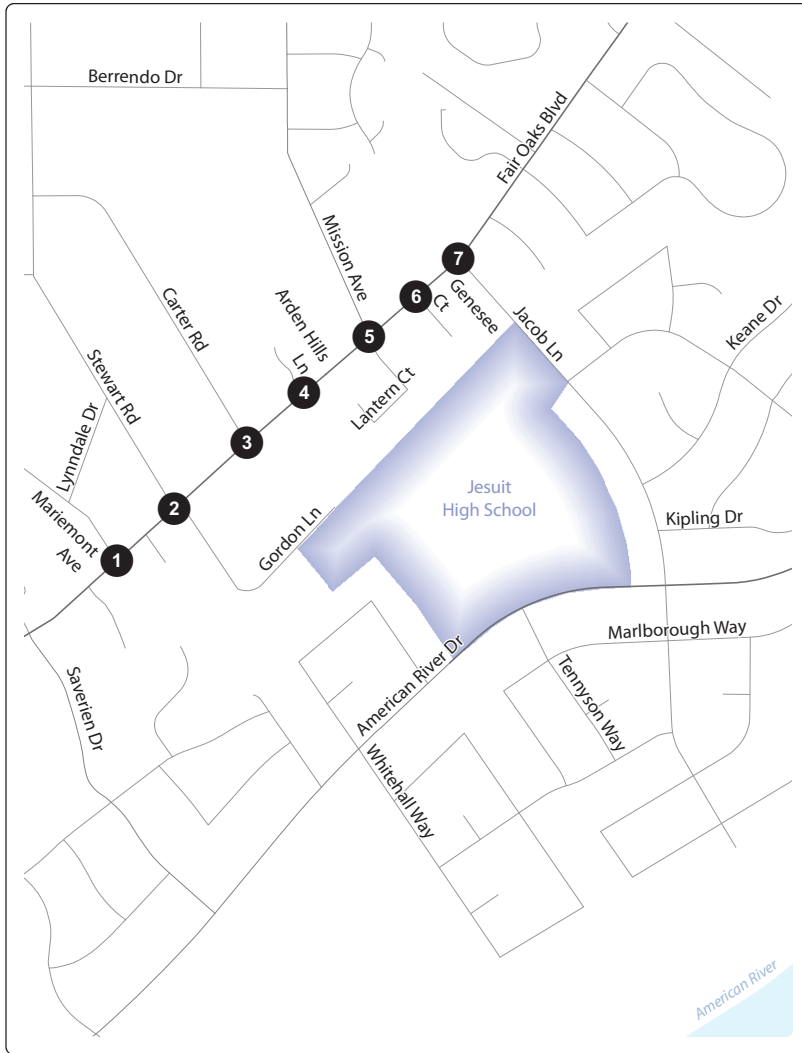 Berrendo Dr
Fair Oaks Blvd
Mission Ave
7
6
Genesee
Ct
Jacob Ln
Keane Dr
Carter Rd
Arden Hills
Ln
5
Stewart Rd
4
Lantern Ct
Lynndale Dr
3
Jesuit
High School
Mariemont
Ave
2
Gordon Ln
Kipling Dr
1
Marlborough Way
American River Dr
Tennyson Way
Saverien Dr
Whitehall Way
American River